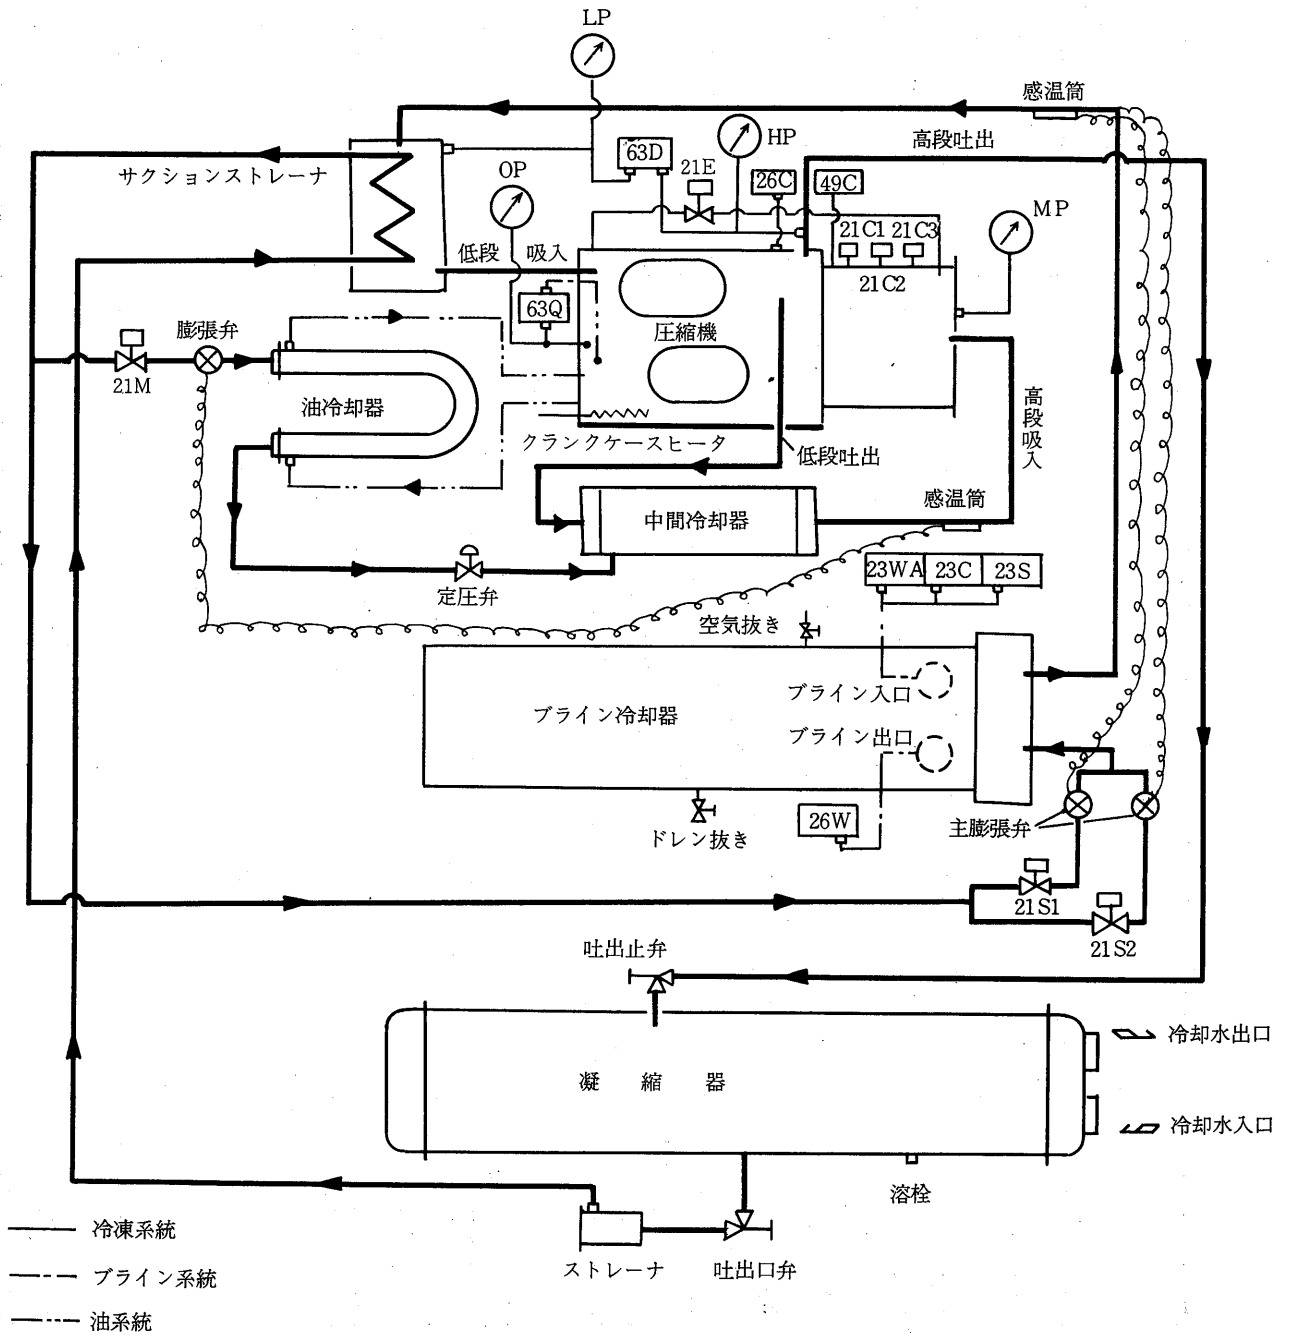 LP
感温筒
HP
63D
高段吐出
OP
21E
26C
49C
サクションストレーナ
MP
21C1
21C3
低段 吸入
21C2
63Q
膨張弁
圧縮機
21M
油冷却器
高段吸入
クランクケースヒータ
低段吐出
感温筒
中間冷却器
23WA
23C
23S
定圧弁
空気抜き
ブライン入口
ブライン冷却器
ブライン出口
26W
主膨張弁
ドレン抜き
21S1
21S2
吐出止弁
冷却水出口
凝縮器
冷却水入口
溶栓
冷凍系統
ストレーナ
吐出口弁
ブライン系統
油系統